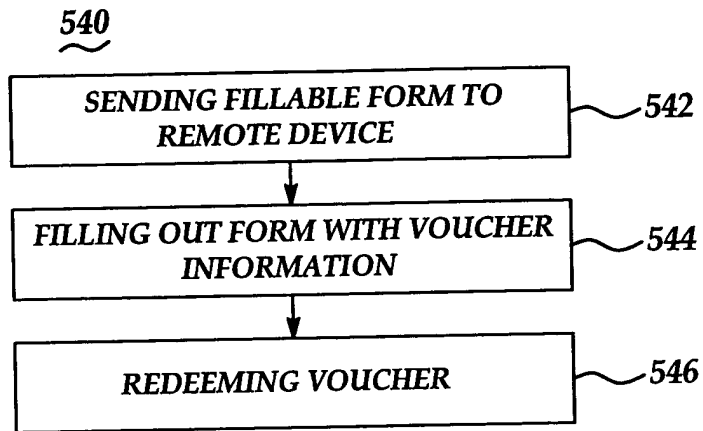 540
SENDING FILLABLE FORM TO
REMOTE DEVICE
542
FILLING OUT FORM WITH VOUCHER
INFORMATION
544
REDEEMING VOUCHER
546